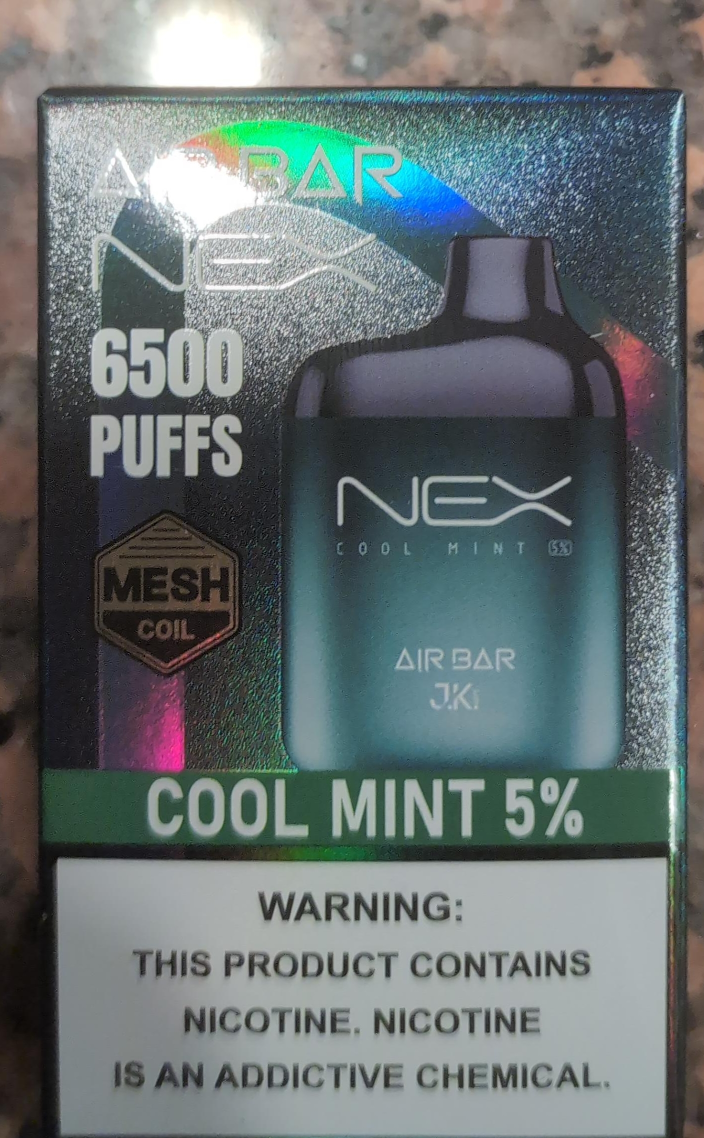 AIR BAR
NEX
6500
PUFFS
MESH
COIL
NEX
COOL MINT 5%
AIR BAR
COOL MINT 5%
WARNING:
THIS PRODUCT CONTAINS
NICOTINE. NICOTINE
IS AN ADDICTIVE CHEMICAL.